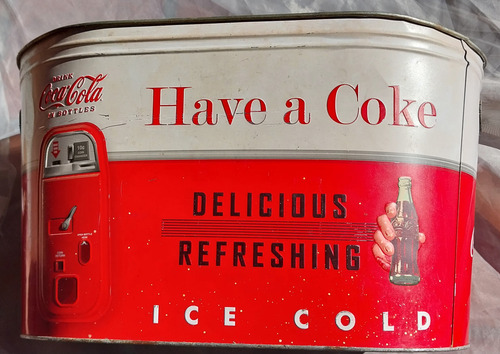 DRINK
Coca-Cola
IN BOTTLES
Have a Coke
DELICIOUS
REFRESHING
ICE COLD